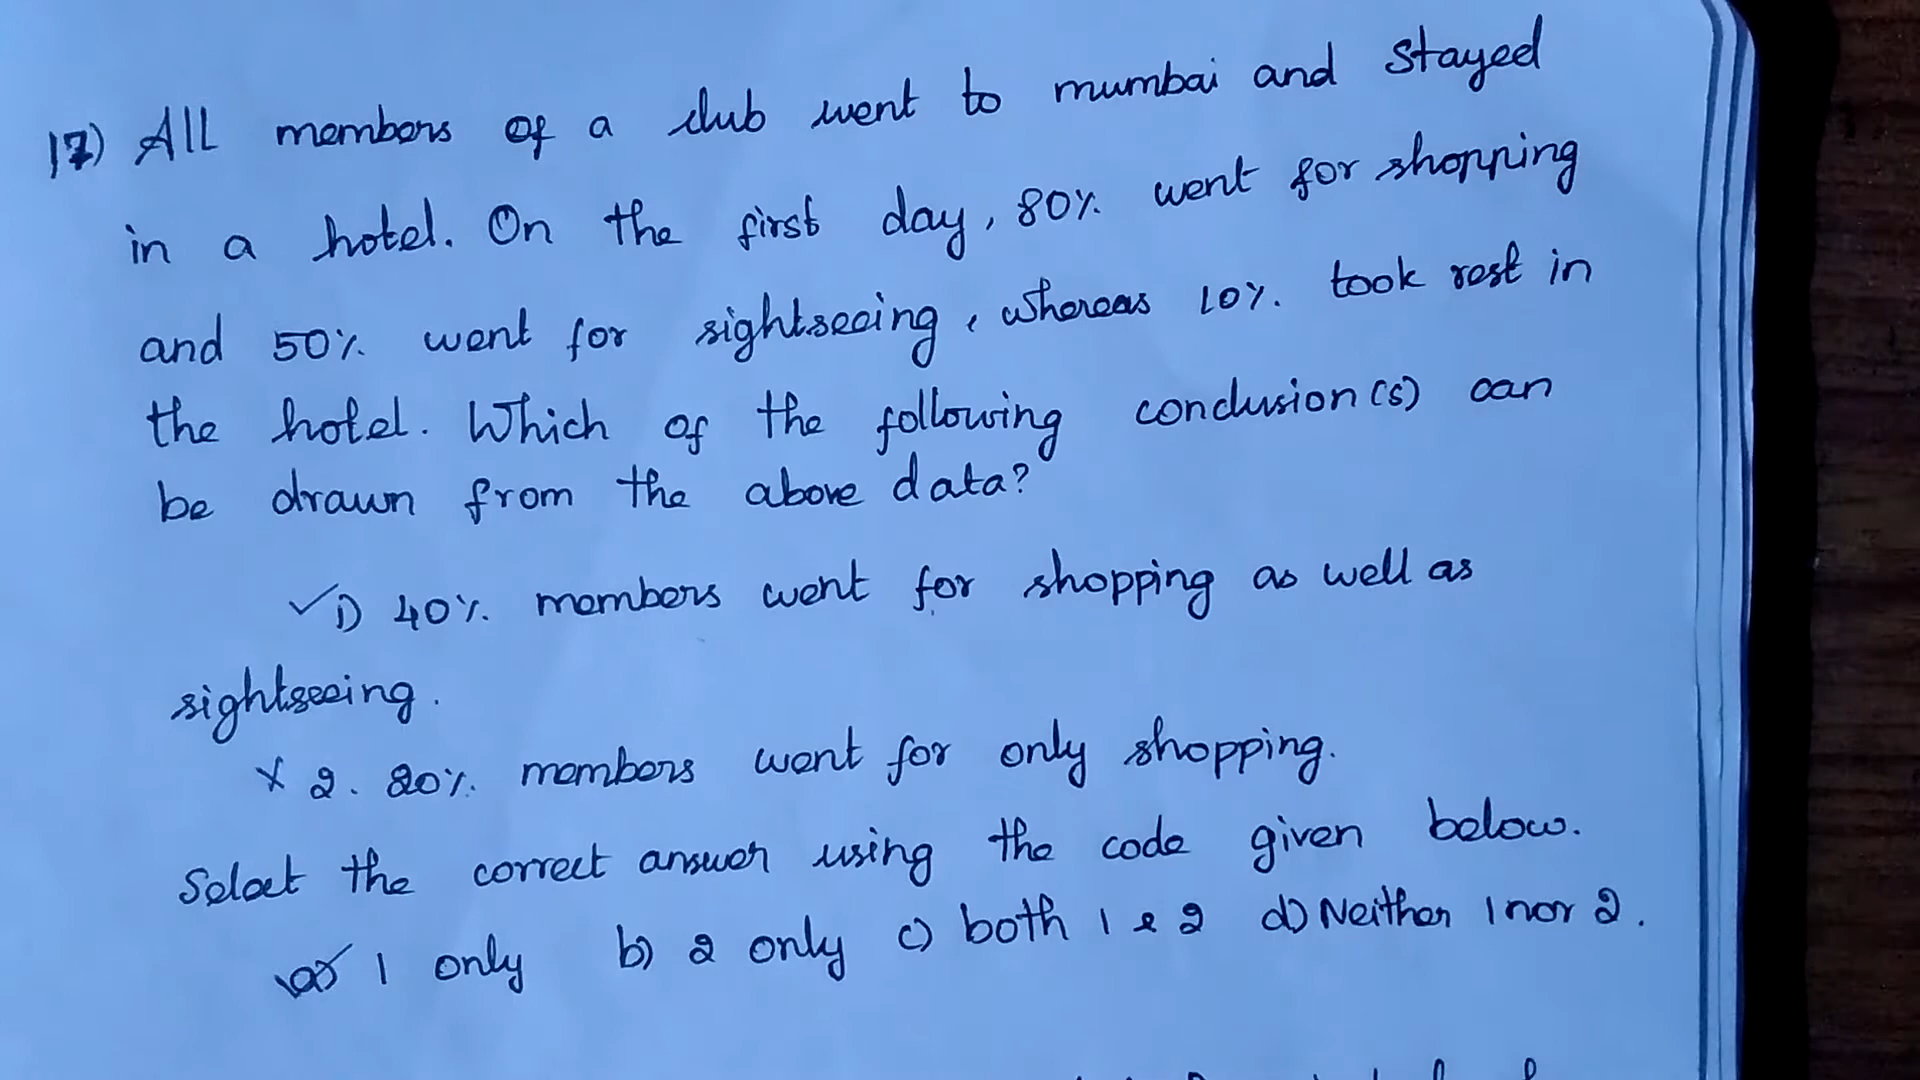 17) All members of a club went to mumbai and stayed
in a hotel. On the first day, 80%. went for shopping
and 50%. went for sightseeing, whereas 10%. took rest in
the hotel. Which of the following conclusion(s) can
be drawn from the above data?
✓1) 40%. members went for shopping as well as
sightseeing.
X 2. 20%. members went for only shopping.
Select the correct answer using the code given below.
a) 1 only b) 2 only c) both 1 & 2 d) Neither 1 nor 2.